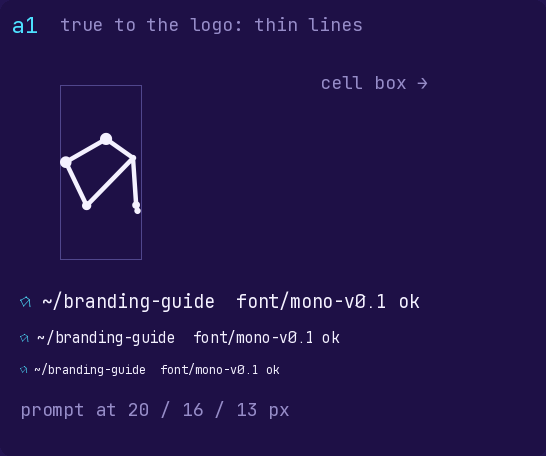 a1 true to the logo: thin lines
cell box →
~/branding-guide font/mono-v0.1 ok
~/branding-guide font/mono-v0.1 ok
~/branding-guide font/mono-v0.1 ok
prompt at 20 / 16 / 13 px